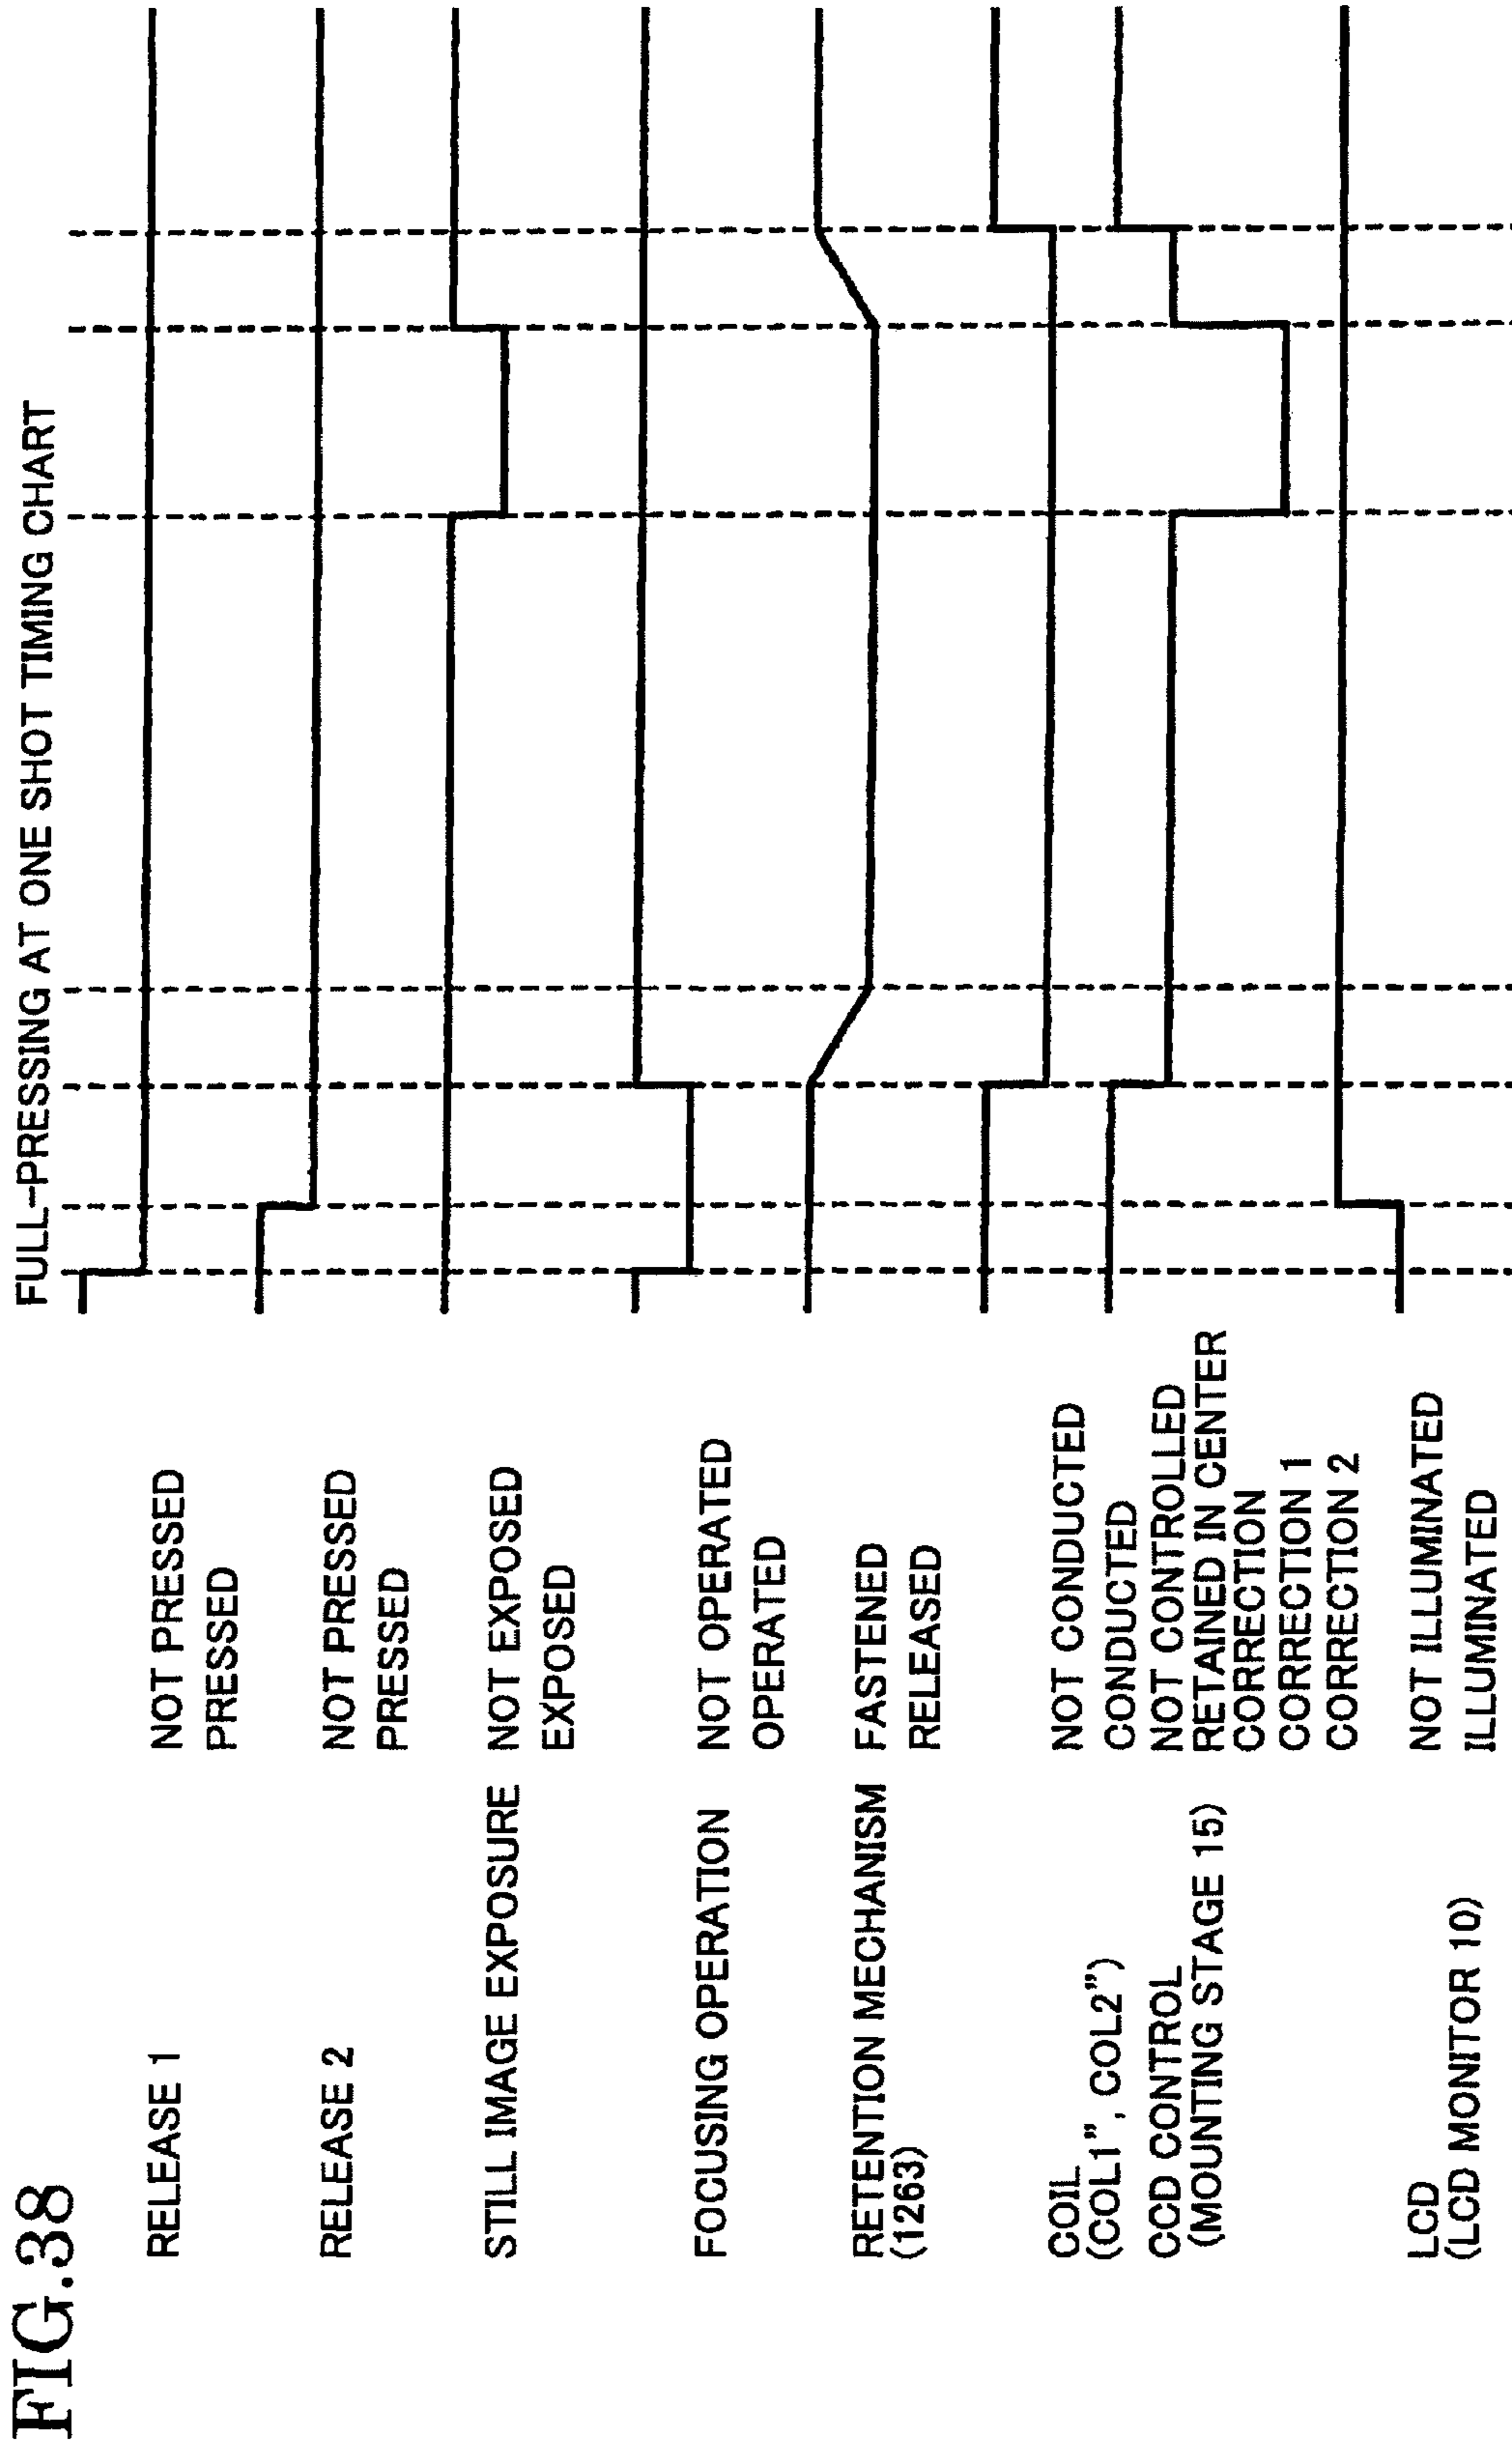 FIG.38
FULL-PRESSING AT ONE SHOT TIMING CHART
RELEASE 1
NOT PRESSED
PRESSED
RELEASE 2
NOT PRESSED
PRESSED
STILL IMAGE EXPOSURE
NOT EXPOSED
EXPOSED
FOCUSING OPERATION
NOT OPERATED
OPERATED
RETENTION MECHANISM
(1263)
FASTENED
RELEASED
COIL
(COL1", COL2")
NOT CONDUCTED
CONDUCTED
CCD CONTROL
(MOUNTING STAGE 15)
NOT CONTROLLED
RETAINED IN CENTER
CORRECTION
CORRECTION 1
CORRECTION 2
LCD
(LCD MONITOR 10)
NOT ILLUMINATED
ILLUMINATED